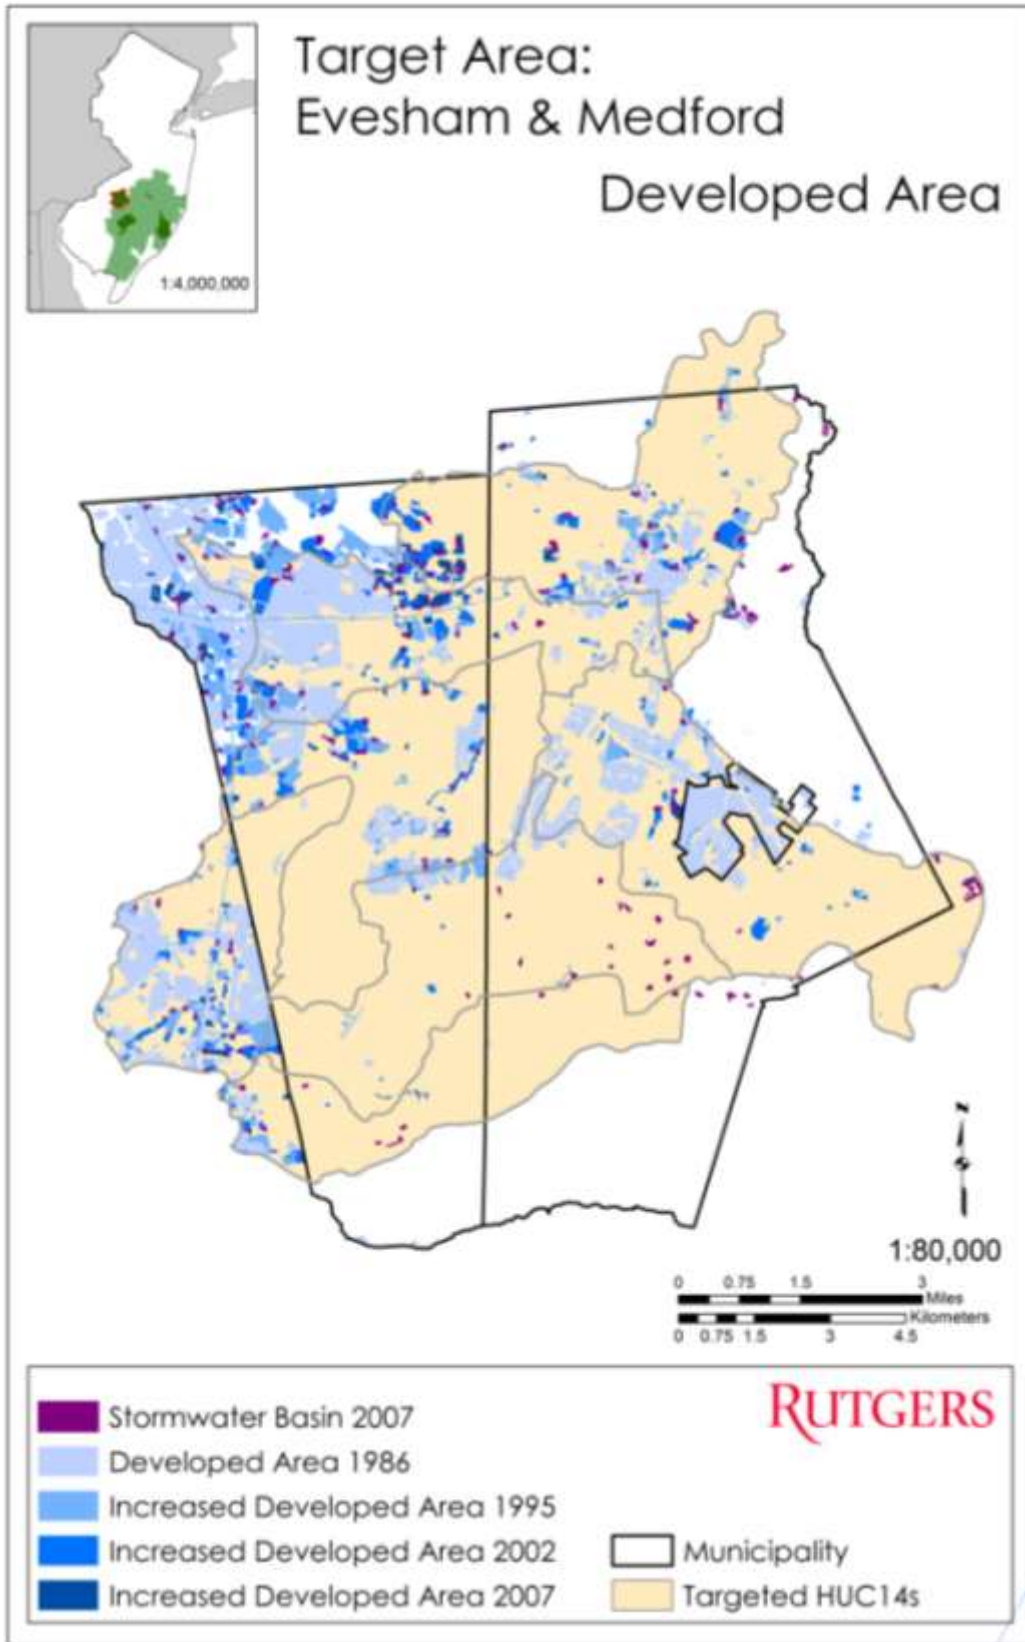 Target Area:
Evesham & Medford
Developed Area
1:4,000,000
N
1:80,000
0 0.75 1.5 3
Miles
Kilometers
0 0.75 1.5 3 4.5
RUTGERS
Stormwater Basin 2007
Developed Area 1986
Increased Developed Area 1995
Increased Developed Area 2002
Increased Developed Area 2007
Municipality
Targeted HUC14s